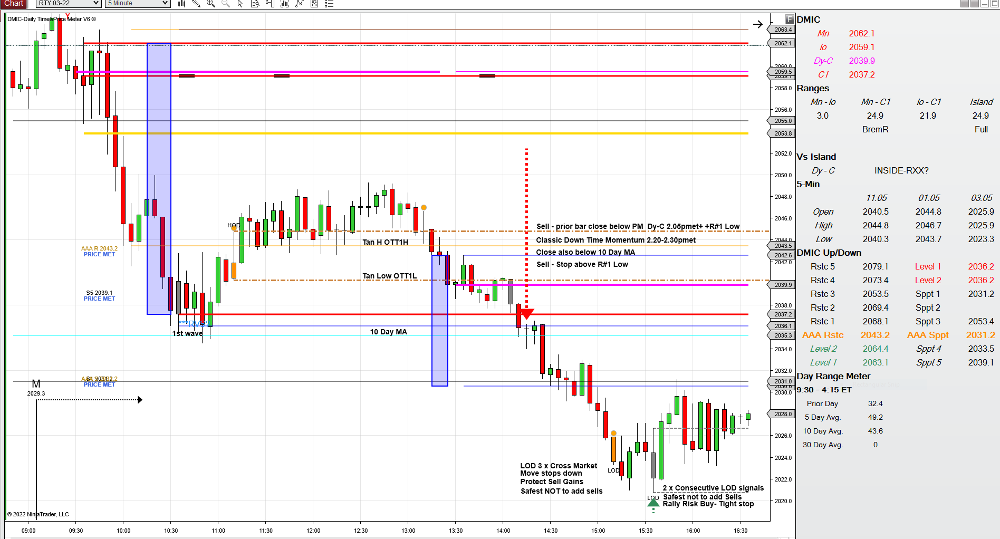 Chart
RTY 03-22
5 Minute
DMIC-Daily Time&Price Meter V6 ©
Y
F
2063.4
2062.1
2060.0
2059.5
2059.1
2058.0
2056.0
2055.0
2053.8
2052.0
2050.0
2048.0
2046.0
2044.0
2043.5
2042.6
2042.0
2039.9
2038.0
2037.2
2036.1
2035.3
2034.0
2032.0
2031.0
2030.6
2030.0
2028.0
2026.0
2024.0
2022.0
2020.0
HOD
Sell - prior bar close below PM  Dy-C 2.05pmet+ +R#1 Low
Tan H OTT1H
Classic Down Time Momentum 2.20-2.30pmet
AAA R 2043.2
PRICE MET
Close also below 10 Day MA
Sell - Stop above R#1 Low
Tan Low OTT1L
S5 2039.1
PRICE MET
***RVS?
1st wave
10 Day MA
S1 2031.2
PRICE MET
M
2029.3
LOD 3 x Cross Market
Move stops down
Protect Sell Gains
Safest NOT to add sells
LOD
2 x Consecutive LOD signals
LOD
Safest not to add Sells
Rally Risk Buy- Tight stop
© 2022 NinjaTrader, LLC
09:00 09:30 10:00 10:30 11:00 11:30 12:00 12:30 13:00 13:30 14:00 14:30 15:00 15:30 16:00 16:30
DMIC
Mn 2062.1
Io 2059.1
Dy-C 2039.9
C1 2037.2
Ranges
Mn - Io Mn - C1 Io - C1 Island
3.0 24.9 21.9 24.9
BremR Full
Vs Island
Dy - C INSIDE-RXX?
5-Min
11:05 01:05 03:05
Open 2040.5 2044.8 2025.9
High 2044.8 2046.7 2025.9
Low 2040.3 2043.7 2023.3
DMIC Up/Down
Rstc 5 2079.1 Level 1 2036.2
Rstc 4 2073.4 Level 2 2036.2
Rstc 3 2053.5 Sppt 1 2031.2
Rstc 2 2069.4 Sppt 2
Rstc 1 2068.1 Sppt 3 2053.4
AAA Rstc 2043.2 AAA Sppt 2031.2
Level 2 2064.4 Sppt 4 2033.5
Level 1 2063.1 Sppt 5 2039.1
Day Range Meter
9:30 - 4:15 ET
Prior Day 32.4
5 Day Avg. 49.2
10 Day Avg. 43.6
30 Day Avg. 0